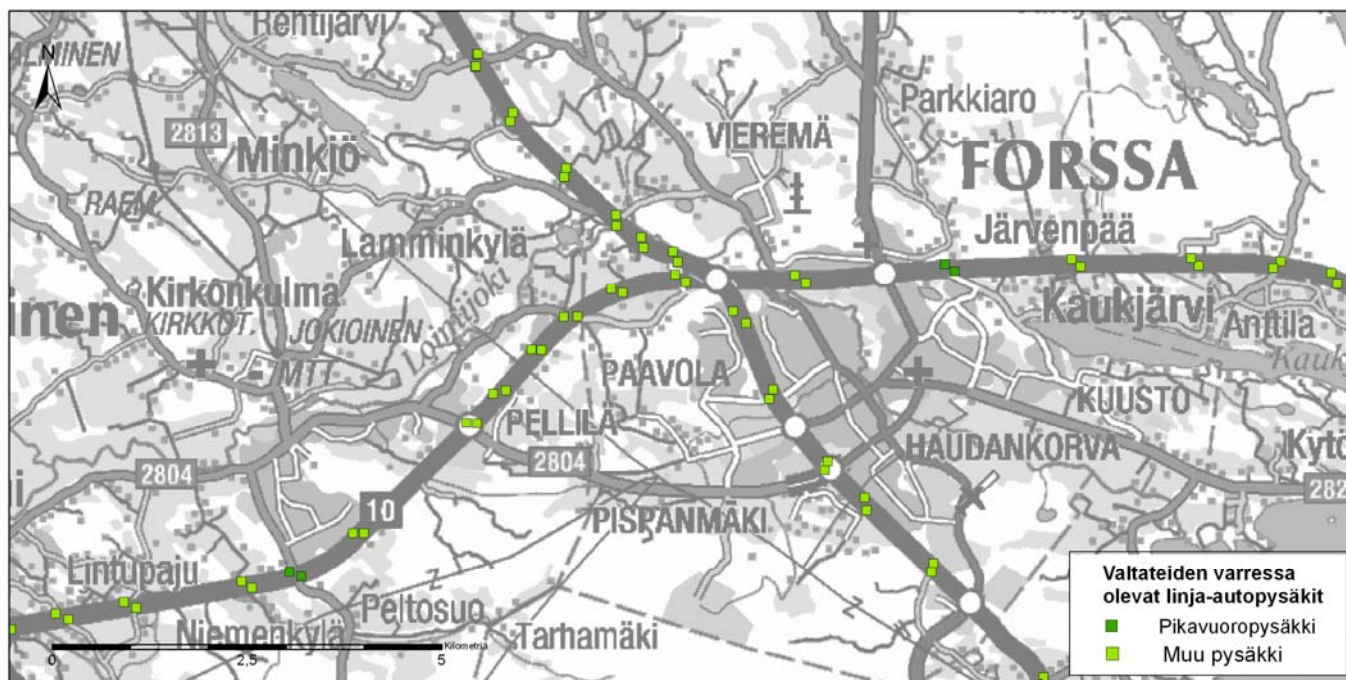 Rehtijärvi
ALMINEN
N
2813
Minkiö
RAEM.
VIEREMÄ
Parkkiaro
FORSSA
Järvenpää
Lamminkylä
Kirkonkulma
inen
KIRKKOT.
JOKIOINEN
Loimijoki
Kaukjärvi
Anttila
MTT
PAAVOLA
KUUSTO
PELLILÄ
HAUDANKORVA
Kytö
2804
2804
282
10
PISPANMÄKI
Lintupaju
Peltosuo
Niemenkylä
Tarhamäki
Z
Z
Kilometriä
0
2,5
5
Valtateiden varressa
olevat linja-autopysäkit
Pikavuoropysäkki
Muu pysäkki